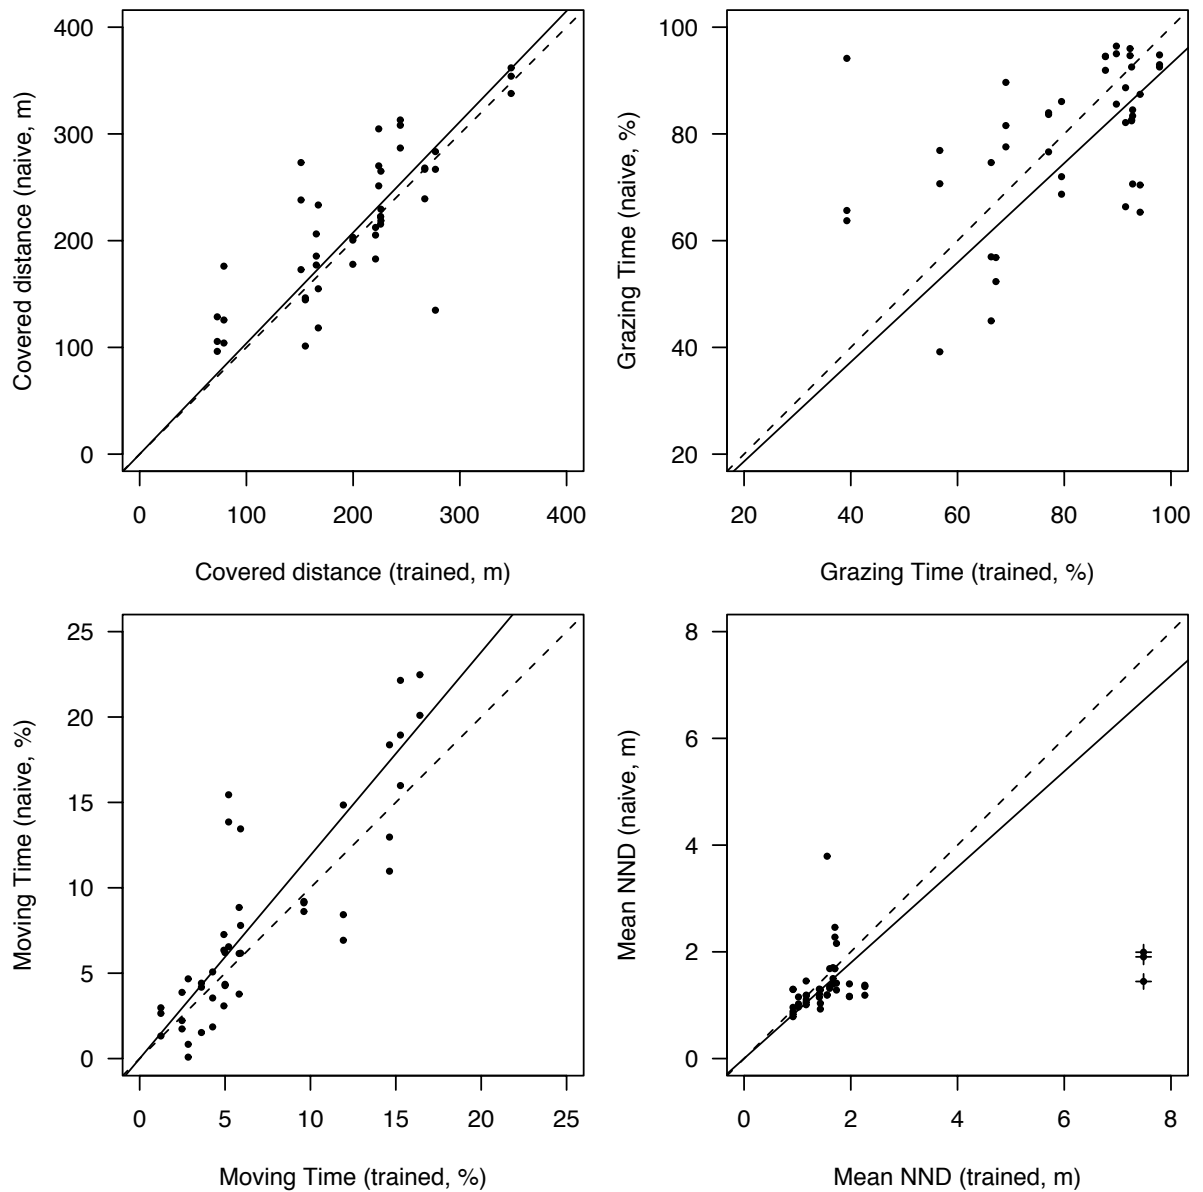 400
300
200
100
0
Covered distance (naive, m)
0 100 200 300 400
Covered distance (trained, m)
100
80
60
40
20
Grazing Time (naive, %)
20 40 60 80 100
Grazing Time (trained, %)
25
20
15
10
5
0
Moving Time (naive, %)
0 5 10 15 20 25
Moving Time (trained, %)
8
6
4
2
0
Mean NND (naive, m)
0 2 4 6 8
Mean NND (trained, m)